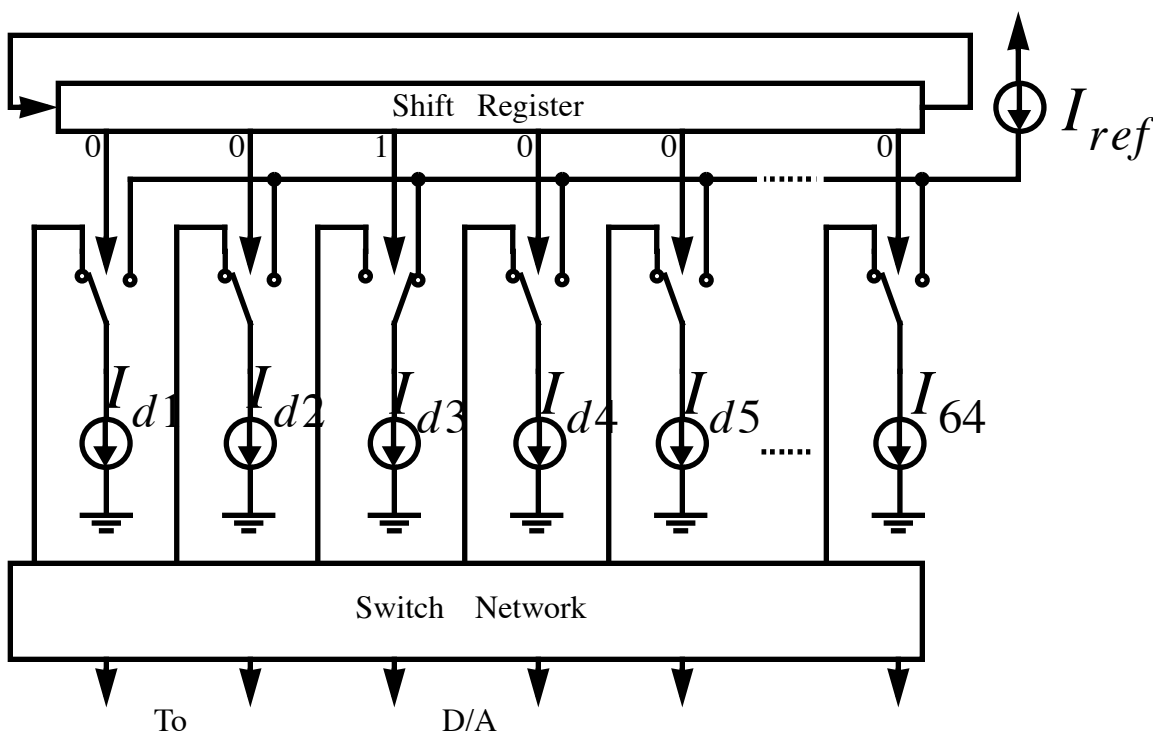 Shift Register
I ref
0 0 1 0 0 0
I d1 I d2 I d3 I d4 I d5 I 64
Switch Network
To D/A